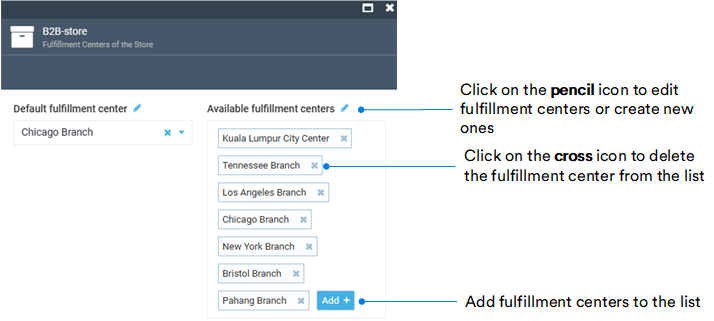 B2B-store
Fulfillment Centers of the Store
Default fulfillment center
Chicago Branch
Available fulfillment centers
Kuala Lumpur City Center
Tennessee Branch
Los Angeles Branch
Chicago Branch
New York Branch
Bristol Branch
Pahang Branch
Add +
Click on the pencil icon to edit
fulfillment centers or create new
ones
Click on the cross icon to delete
the fulfillment center from the list
Add fulfillment centers to the list